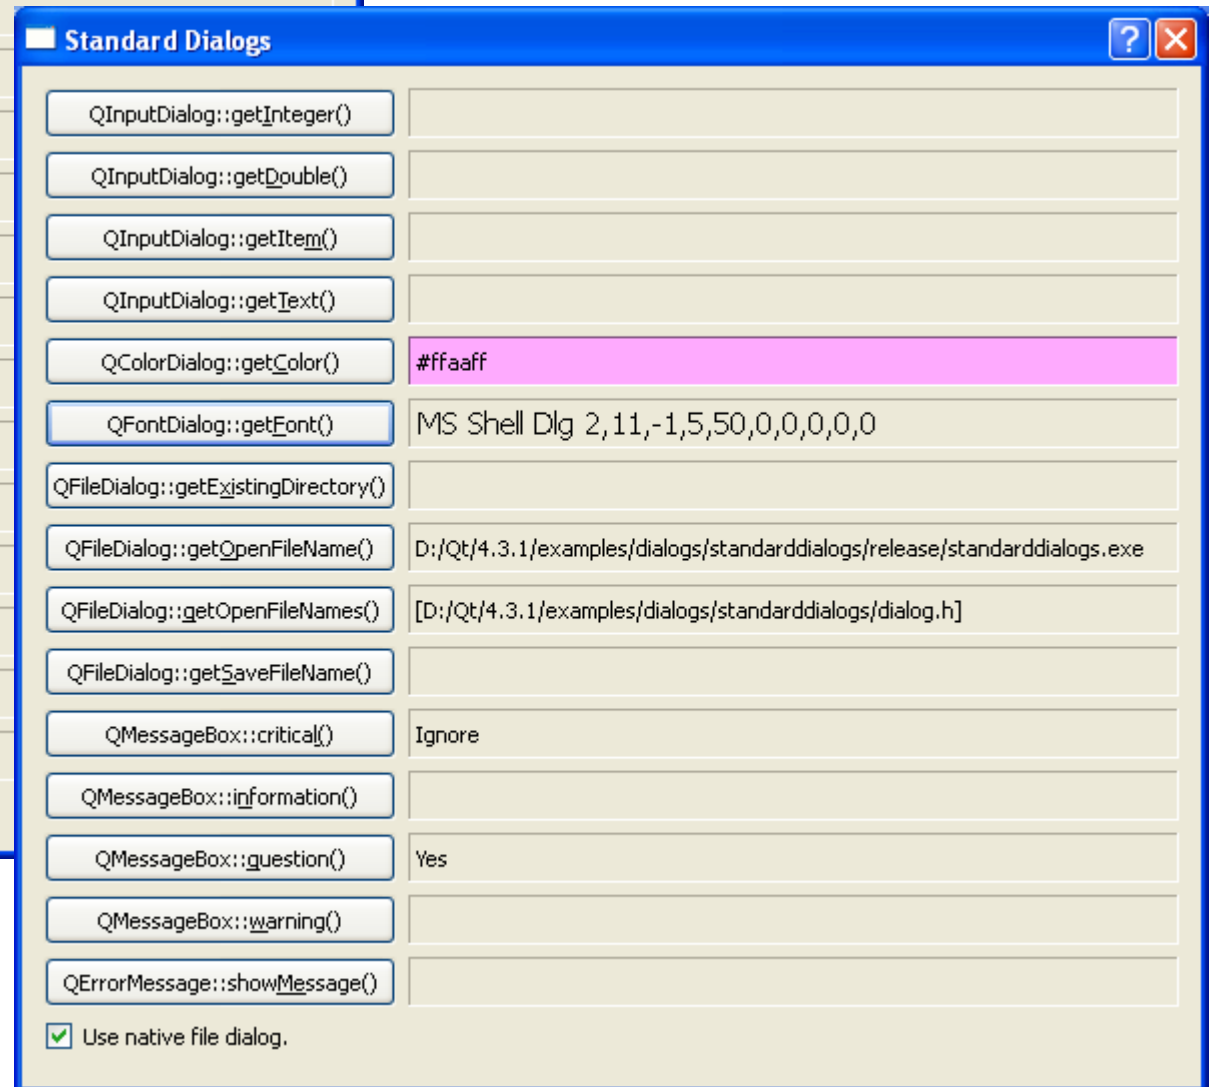 Standard Dialogs
QInputDialog::getInteger()
QInputDialog::getDouble()
QInputDialog::getItem()
QInputDialog::getText()
QColorDialog::getColor() #ffaaff
QFontDialog::getFont() MS Shell Dlg 2,11,-1,5,50,0,0,0,0,0
QFileDialog::getExistingDirectory()
QFileDialog::getOpenFileName() D:/Qt/4.3.1/examples/dialogs/standarddialogs/release/standarddialogs.exe
QFileDialog::getOpenFileNames() [D:/Qt/4.3.1/examples/dialogs/standarddialogs/dialog.h]
QFileDialog::getSaveFileName()
QMessageBox::critical() Ignore
QMessageBox::information()
QMessageBox::question() Yes
QMessageBox::warning()
QErrorMessage::showMessage()
Use native file dialog.